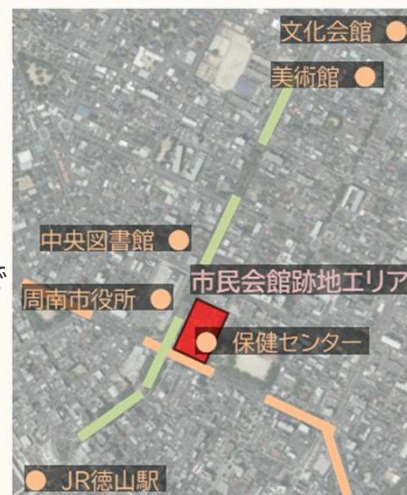 文化会館
美術館
中央図書館
で
市民会館跡地エリア
周南市役所
保健センター
JR徳山駅